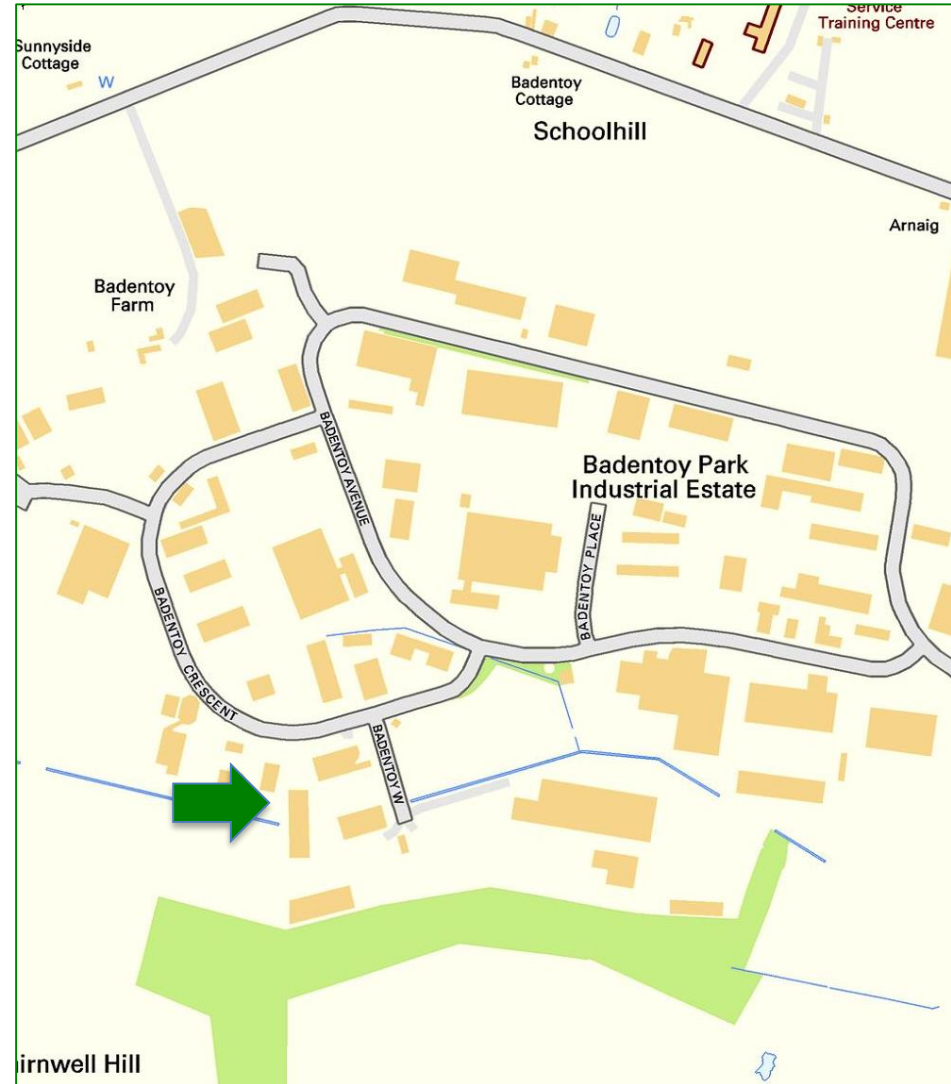 Service
Training Centre
Sunnyside
Cottage
W
Badentoy
Cottage
Schoolhill
Arnaig
Badentoy
Farm
BADENTOY AVENUE
Badentoy Park
Industrial Estate
BADENTOY PLACE
BADENTOY CRESCENT
BADENTOY W
irnwell Hill